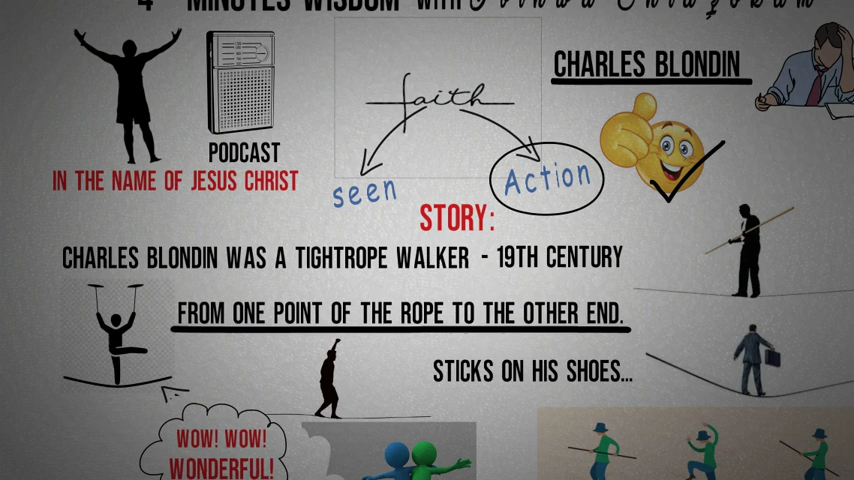 4 MINUTES WISDOM WITH
CHARLES BLONDIN
faith
PODCAST
IN THE NAME OF JESUS CHRIST
seen
Action
STORY:
CHARLES BLONDIN WAS A TIGHTROPE WALKER - 19TH CENTURY
FROM ONE POINT OF THE ROPE TO THE OTHER END.
STICKS ON HIS SHOES...
WOW! WOW!
WONDERFUL!